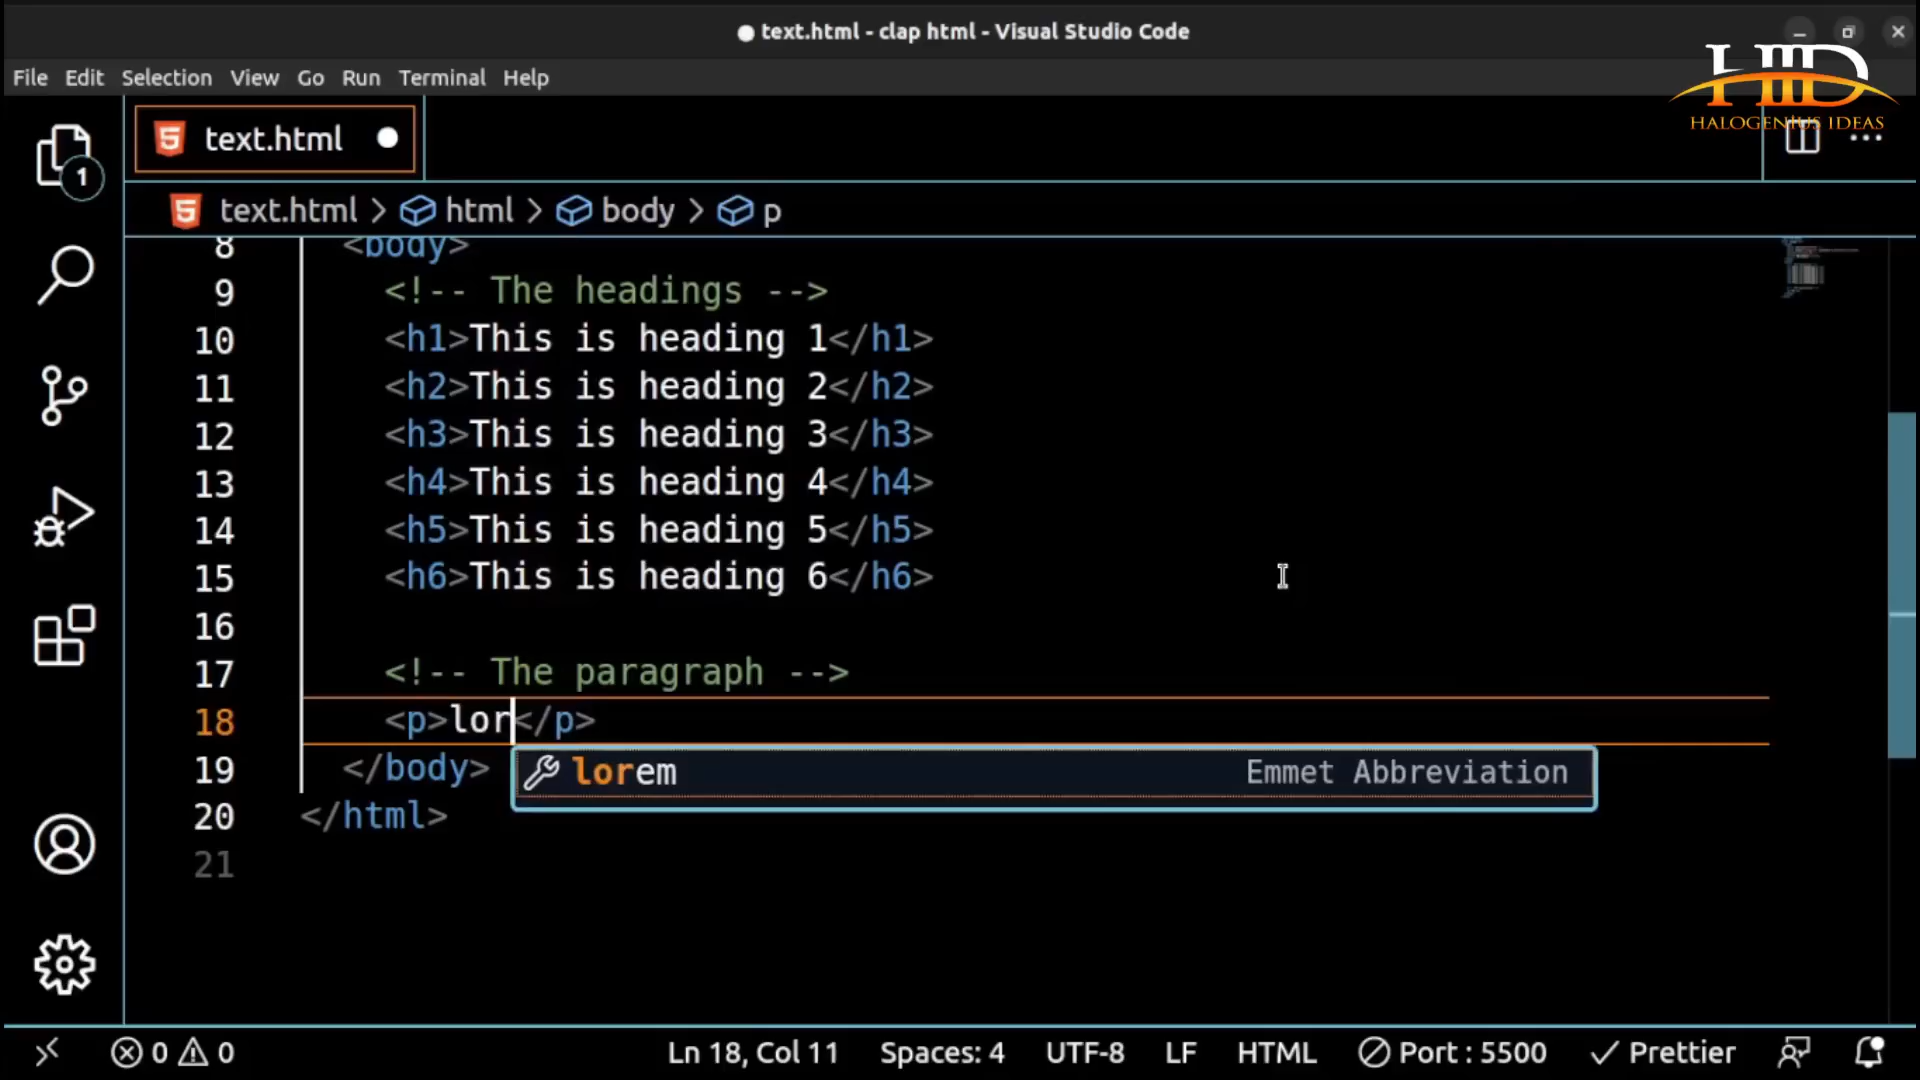 text.html - clap html - Visual Studio Code
File Edit Selection View Go Run Terminal Help
HID
HALOGENIUS IDEAS
text.html
1
text.html > html > body > p
8 <body>
9 <!-- The headings -->
10 <h1>This is heading 1</h1>
11 <h2>This is heading 2</h2>
12 <h3>This is heading 3</h3>
13 <h4>This is heading 4</h4>
14 <h5>This is heading 5</h5>
15 <h6>This is heading 6</h6>
16
17 <!-- The paragraph -->
18 <p>lor</p>
19 </body>
lorem Emmet Abbreviation
20 </html>
21
0 0 Ln 18, Col 11 Spaces: 4 UTF-8 LF HTML Port : 5500 Prettier